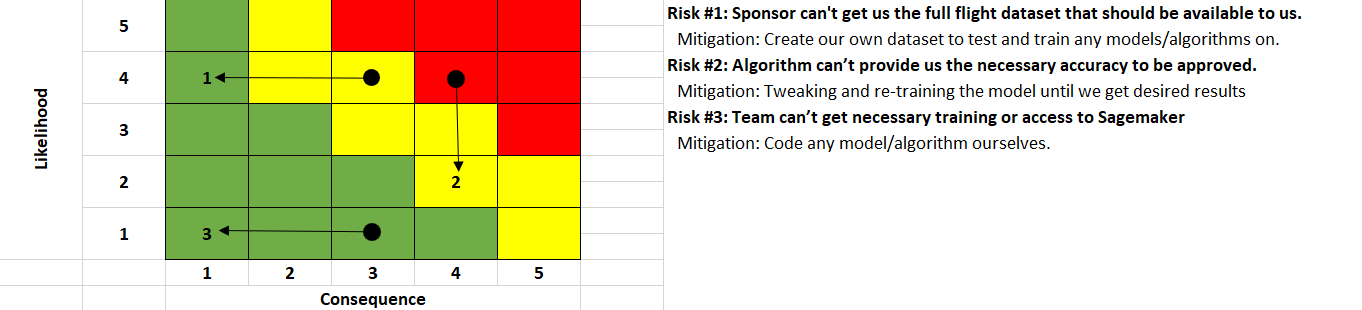 Likelihood
5
4 1
3
2 2
1 3
1 2 3 4 5
Consequence
Risk #1: Sponsor can't get us the full flight dataset that should be available to us.
Mitigation: Create our own dataset to test and train any models/algorithms on.
Risk #2: Algorithm can’t provide us the necessary accuracy to be approved.
Mitigation: Tweaking and re-training the model until we get desired results
Risk #3: Team can’t get necessary training or access to Sagemaker
Mitigation: Code any model/algorithm ourselves.